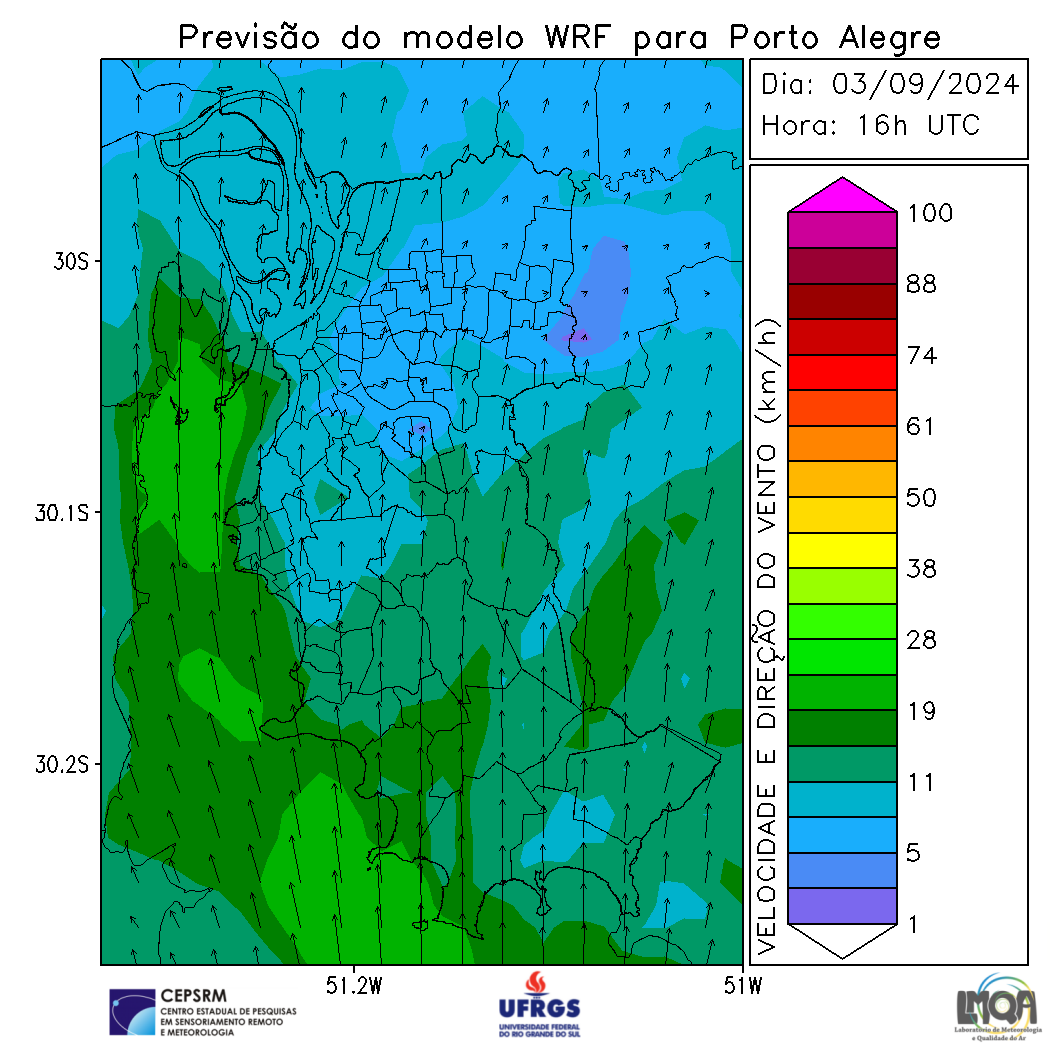 Previsão do modelo WRF para Porto Alegre
Dia: 03/09/2024
Hora: 16h UTC
30S
30.1S
30.2S
51.2W
51W
VELOCIDADE E DIREÇÃO DO VENTO (km/h)
100
88
74
61
50
38
28
19
11
5
1
CEPSRM
CENTRO ESTADUAL DE PESQUISAS
EM SENSORIAMENTO REMOTO
E METEOROLOGIA
UFRGS
UNIVERSIDADE FEDERAL
DO RIO GRANDE DO SUL
LMQA
Laboratório de Meteorologia
e Qualidade do Ar